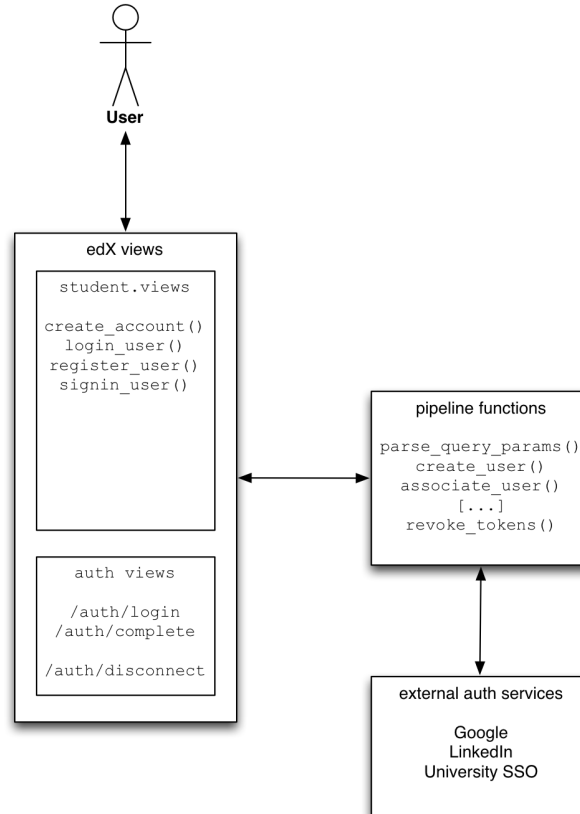 User
edX views
student.views
create_account()
login_user()
register_user()
signin_user()
auth views
/auth/login
/auth/complete
/auth/disconnect
pipeline functions
parse_query_params()
create_user()
associate_user()
[...]
revoke_tokens()
external auth services
Google
LinkedIn
University SSO